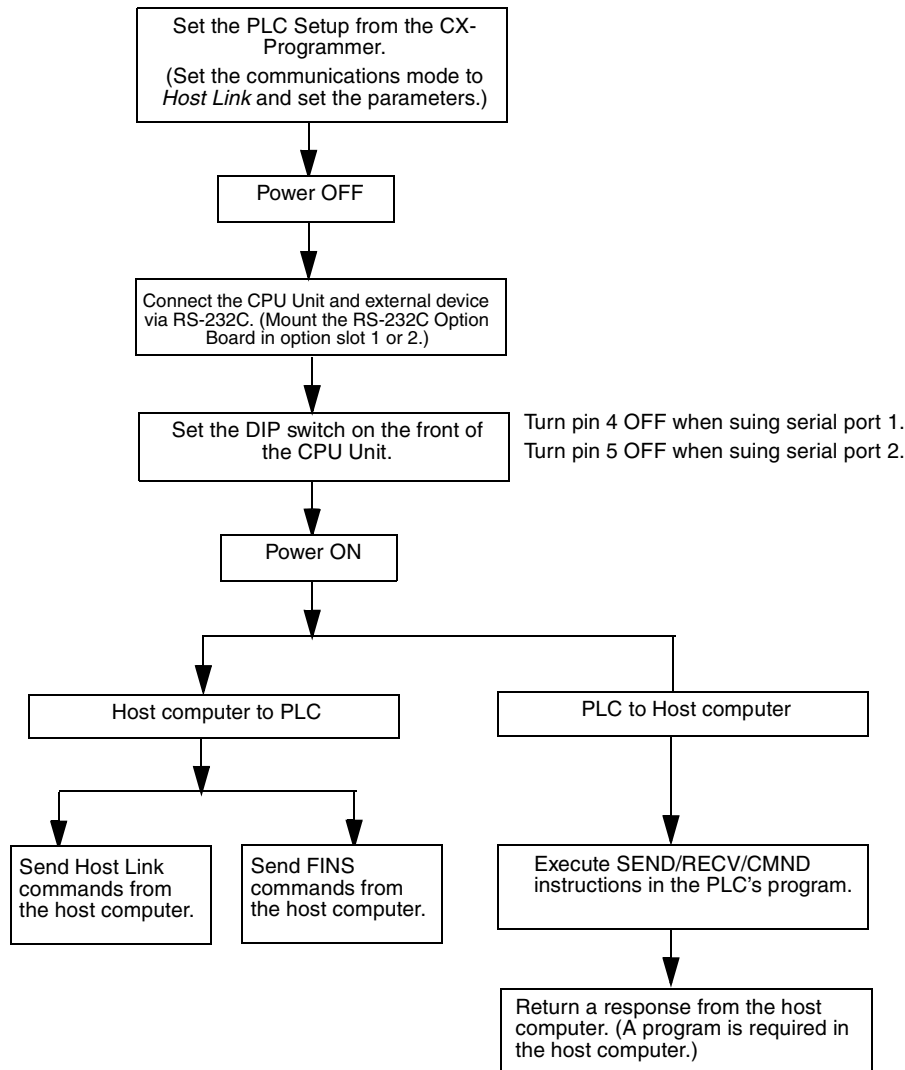 Set the PLC Setup from the CX-
Programmer.
(Set the communications mode to
Host Link and set the parameters.)
Power OFF
Connect the CPU Unit and external device
via RS-232C. (Mount the RS-232C Option
Board in option slot 1 or 2.)
Set the DIP switch on the front of
the CPU Unit.
Turn pin 4 OFF when suing serial port 1.
Turn pin 5 OFF when suing serial port 2.
Power ON
Host computer to PLC
PLC to Host computer
Send Host Link
commands from
the host computer.
Send FINS
commands from
the host computer.
Execute SEND/RECV/CMND
instructions in the PLC's program.
Return a response from the host
computer. (A program is required in
the host computer.)